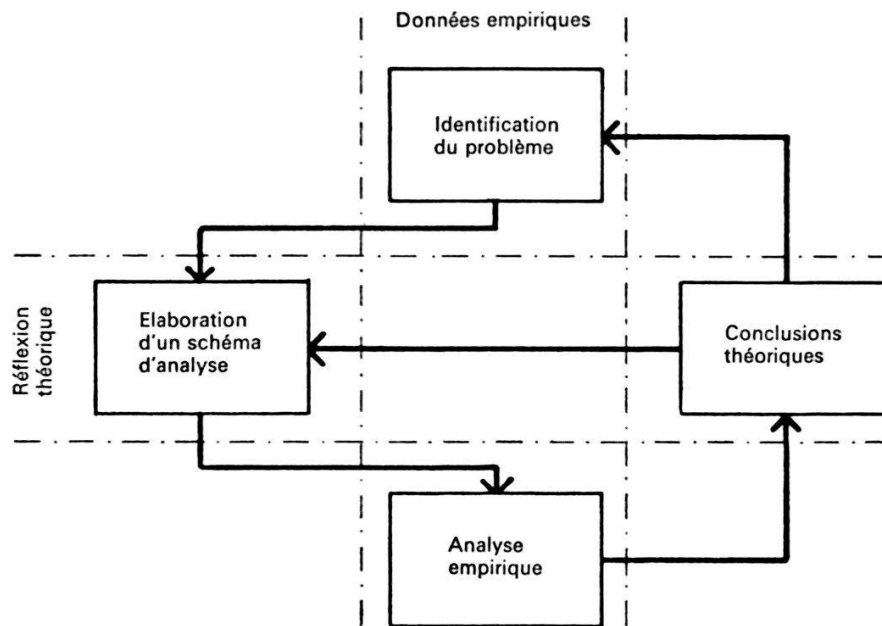 Données empiriques
Identification
du problème
Réflexion
théorique
Elaboration
d'un schéma
d'analyse
Conclusions
théoriques
Analyse
empirique